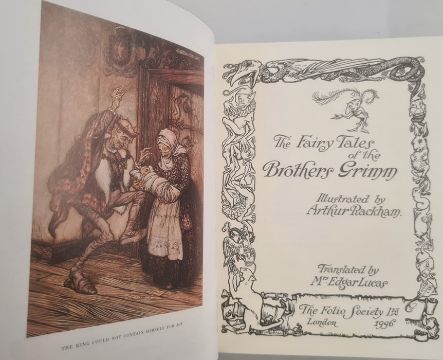 THE KING COULD NOT CONTAIN HIMSELF FOR JOY
The Fairy Tales
of the
Brothers Grimm
Illustrated by
Arthur Rackham.
Translated by
Mrs Edgar Lucas
The Folio Society Ltd
London 1996